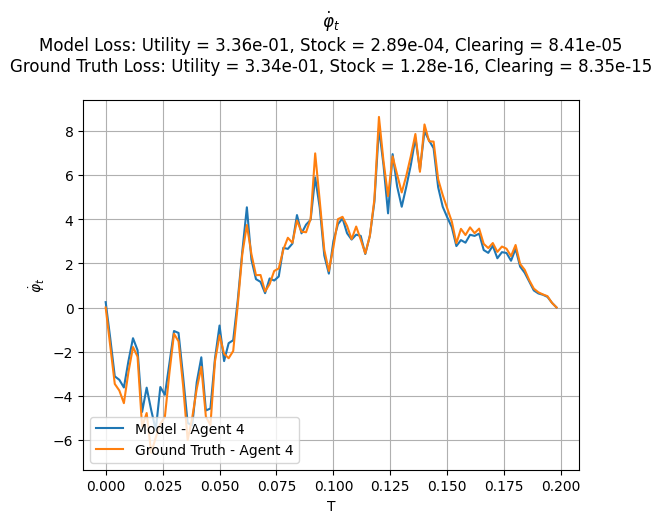 φ̇ₜ
Model Loss: Utility = 3.36e-01, Stock = 2.89e-04, Clearing = 8.41e-05
Ground Truth Loss: Utility = 3.34e-01, Stock = 1.28e-16, Clearing = 8.35e-15
φ̇ₜ
8
6
4
2
0
−2
−4
−6
Model - Agent 4
Ground Truth - Agent 4
0.000 0.025 0.050 0.075 0.100 0.125 0.150 0.175 0.200
T